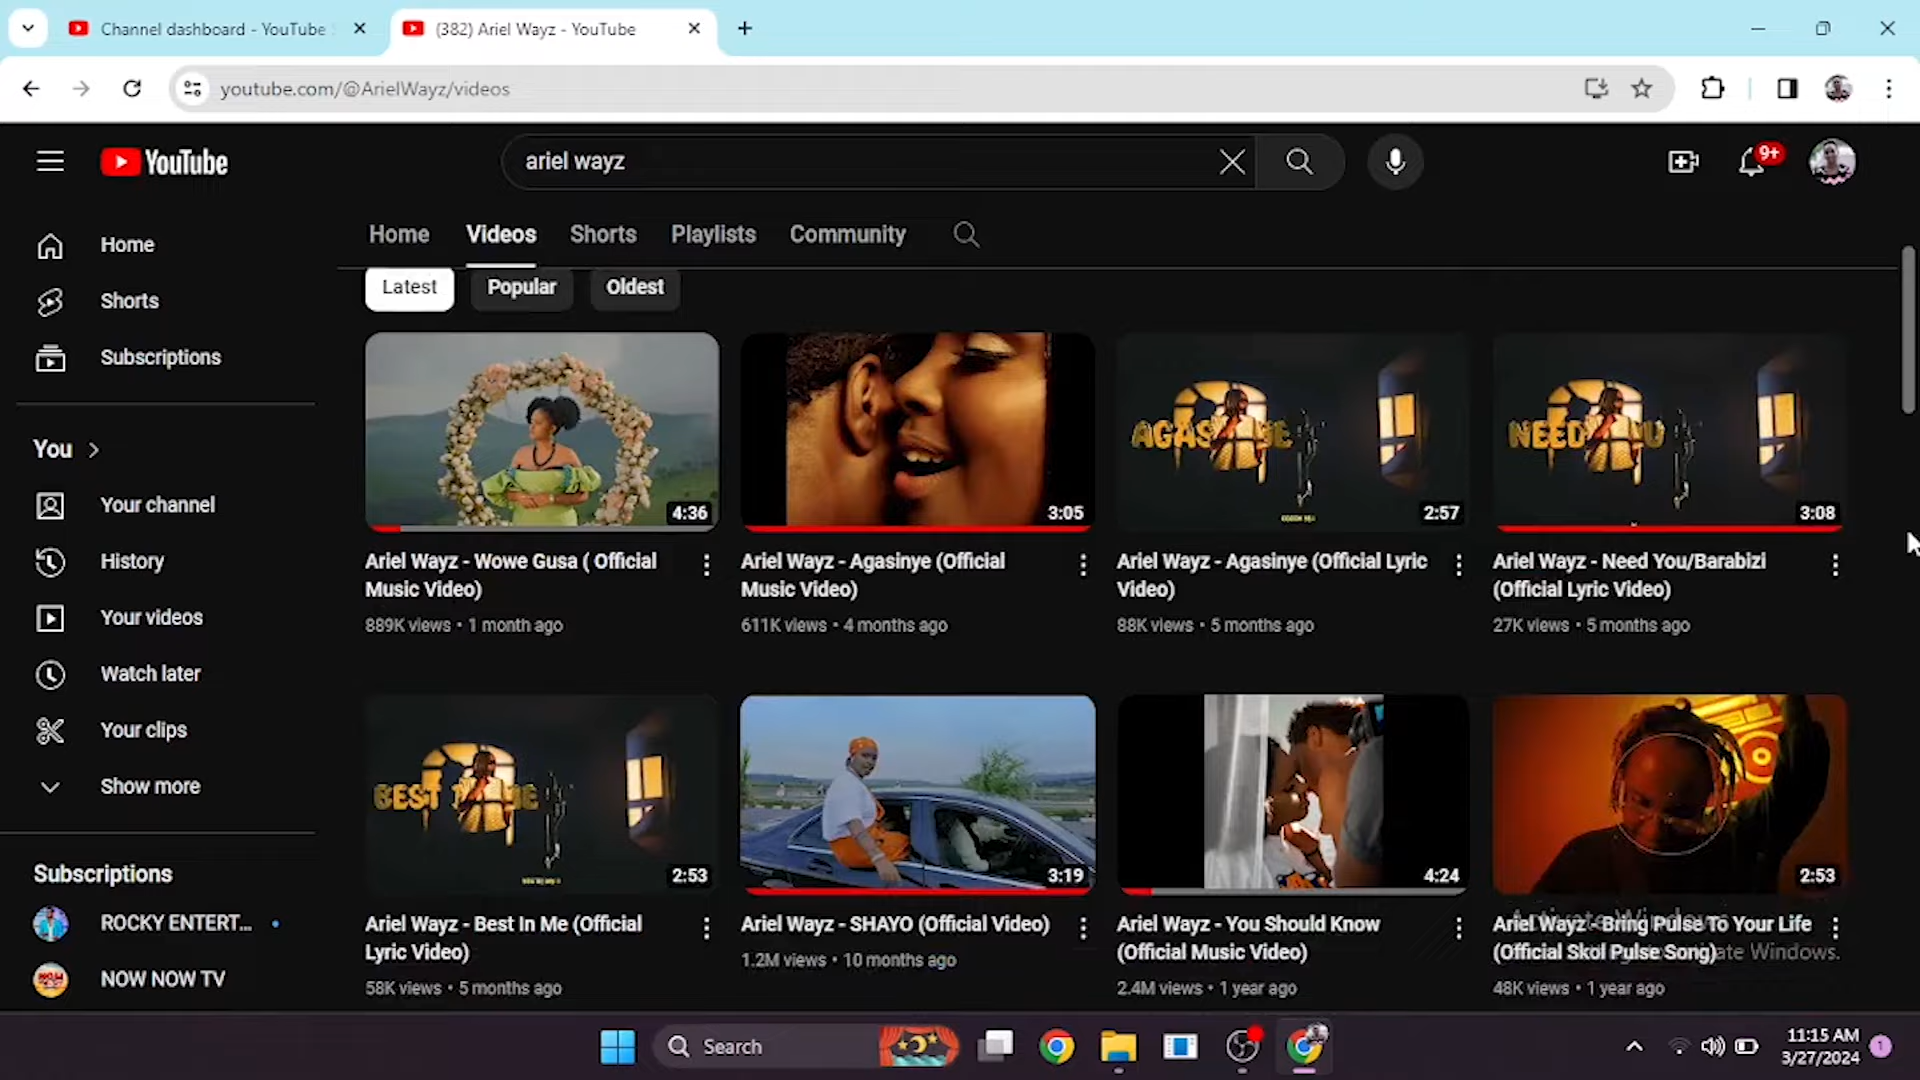 Channel dashboard - YouTube
(382) Ariel Wayz - YouTube
youtube.com/@ArielWayz/videos
YouTube
ariel wayz
9+
Home
Shorts
Subscriptions
You
Your channel
History
Your videos
Watch later
Your clips
Show more
Subscriptions
ROCKY ENTERT...
NOW NOW TV
Home Videos Shorts Playlists Community
Latest Popular Oldest
4:36
Ariel Wayz - Wowe Gusa ( Official
Music Video)
889K views • 1 month ago
3:05
Ariel Wayz - Agasinye (Official
Music Video)
611K views • 4 months ago
2:57
Ariel Wayz - Agasinye (Official Lyric
Video)
88K views • 5 months ago
NEED
3:08
Ariel Wayz - Need You/Barabizi
(Official Lyric Video)
27K views • 5 months ago
BEST
2:53
Ariel Wayz - Best In Me (Official
Lyric Video)
58K views • 5 months ago
3:19
Ariel Wayz - SHAYO (Official Video)
1.2M views • 10 months ago
4:24
Ariel Wayz - You Should Know
(Official Music Video)
2.4M views • 1 year ago
2:53
Ariel Wayz - Bring Pulse To Your Life
(Official Skol Pulse Song)
48K views • 1 year ago
Activate Windows
ate Windows.
Search
11:15 AM
3/27/2024
1